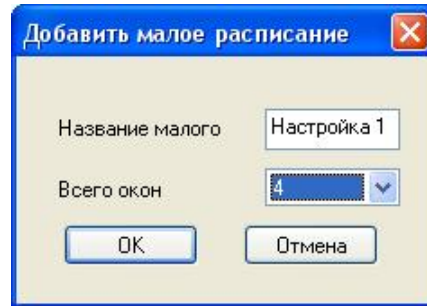 Добавить малое расписание
Название малого Настройка 1
Всего окон 4
OK Отмена